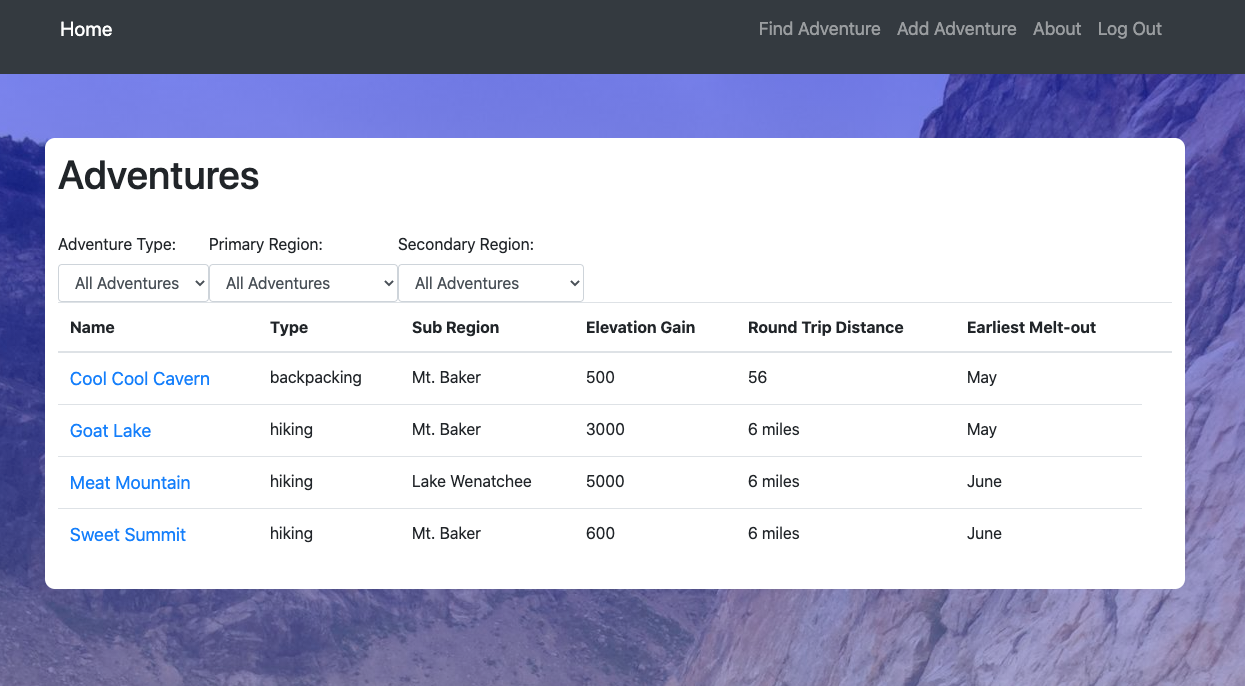 Home Find Adventure Add Adventure About Log Out
Adventures
Adventure Type: Primary Region: Secondary Region:
All Adventures All Adventures All Adventures
Name Type Sub Region Elevation Gain Round Trip Distance Earliest Melt-out
Cool Cool Cavern backpacking Mt. Baker 500 56 May
Goat Lake hiking Mt. Baker 3000 6 miles May
Meat Mountain hiking Lake Wenatchee 5000 6 miles June
Sweet Summit hiking Mt. Baker 600 6 miles June